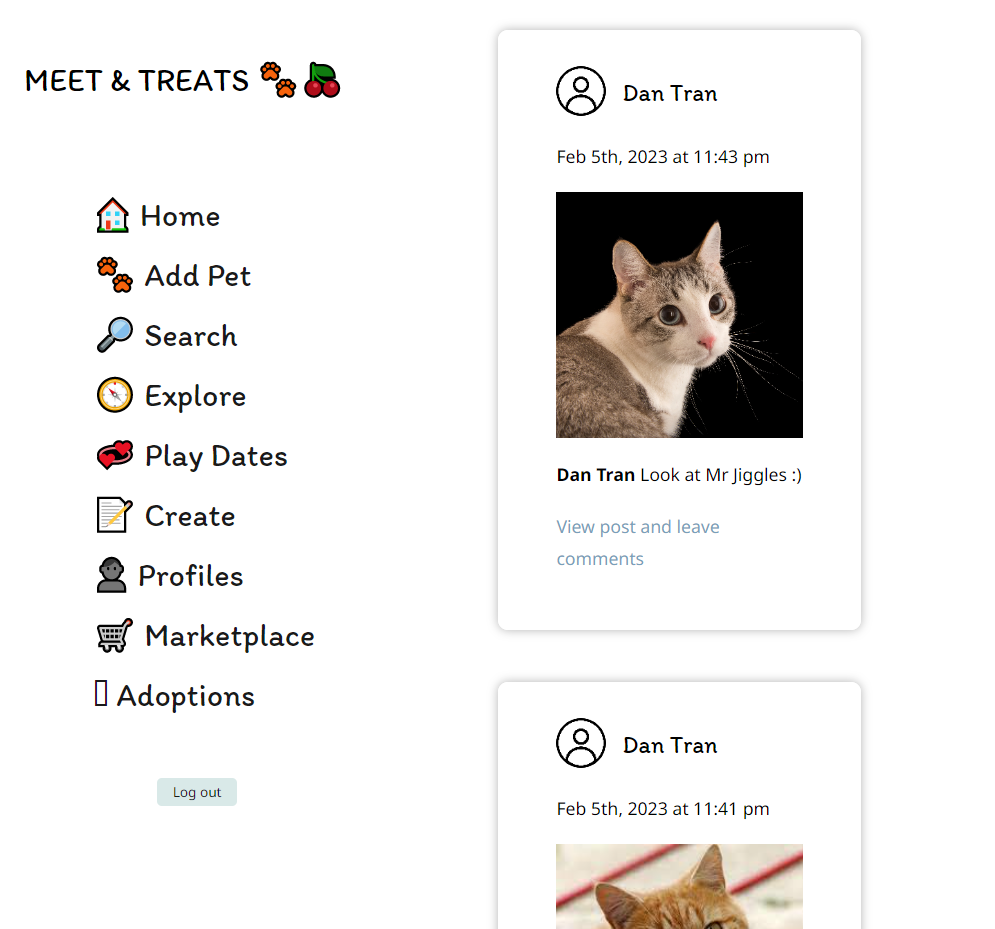 MEET & TREATS
Home
Add Pet
Search
Explore
Play Dates
Create
Profiles
Marketplace
Adoptions
Log out
Dan Tran
Feb 5th, 2023 at 11:43 pm
Dan Tran Look at Mr Jiggles :)
View post and leave
comments
Dan Tran
Feb 5th, 2023 at 11:41 pm